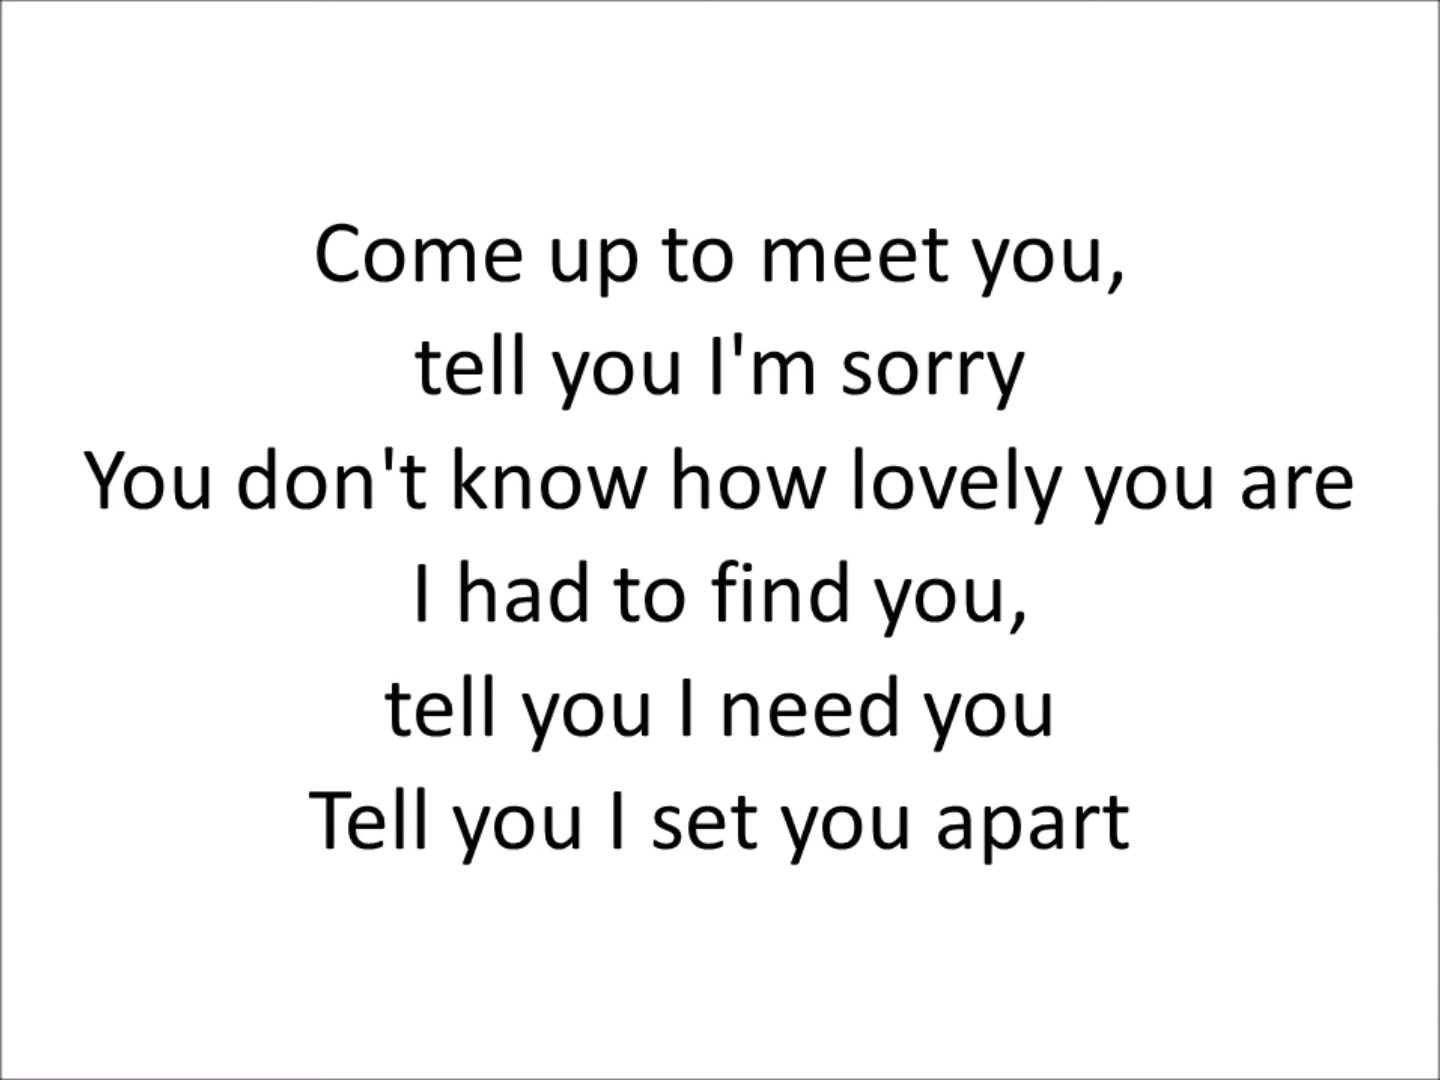 Come up to meet you,
tell you I'm sorry
You don't know how lovely you are
I had to find you,
tell you I need you
Tell you I set you apart